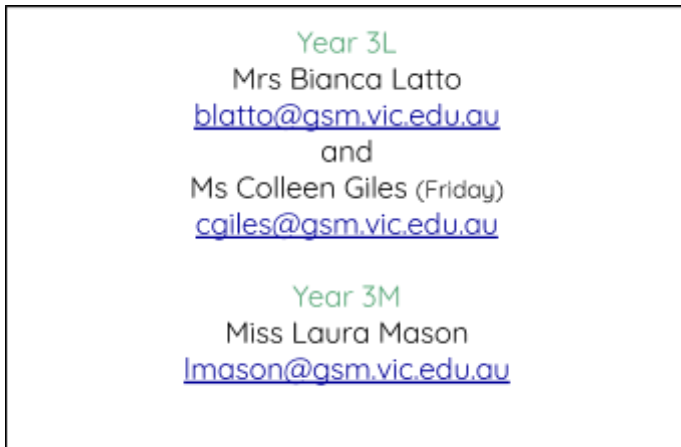 Year 3L
Mrs Bianca Latto
blatto@gsm.vic.edu.au
and
Ms Colleen Giles (Friday)
cgiles@gsm.vic.edu.au
Year 3M
Miss Laura Mason
lmason@gsm.vic.edu.au